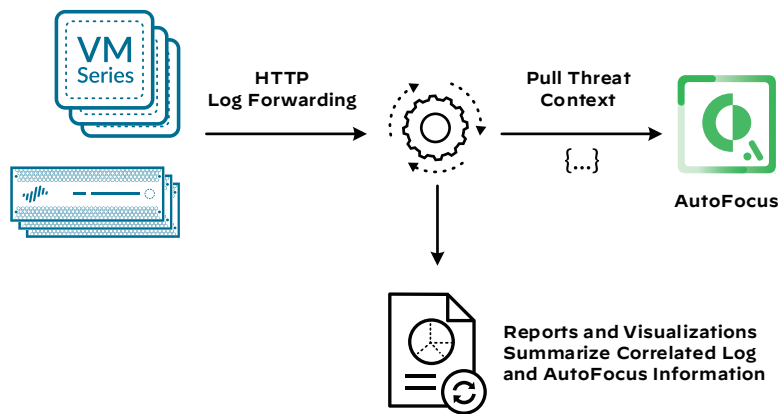 VM
Series
HTTP
Log Forwarding
Pull Threat
Context
{...}
AutoFocus
Reports and Visualizations
Summarize Correlated Log
and AutoFocus Information